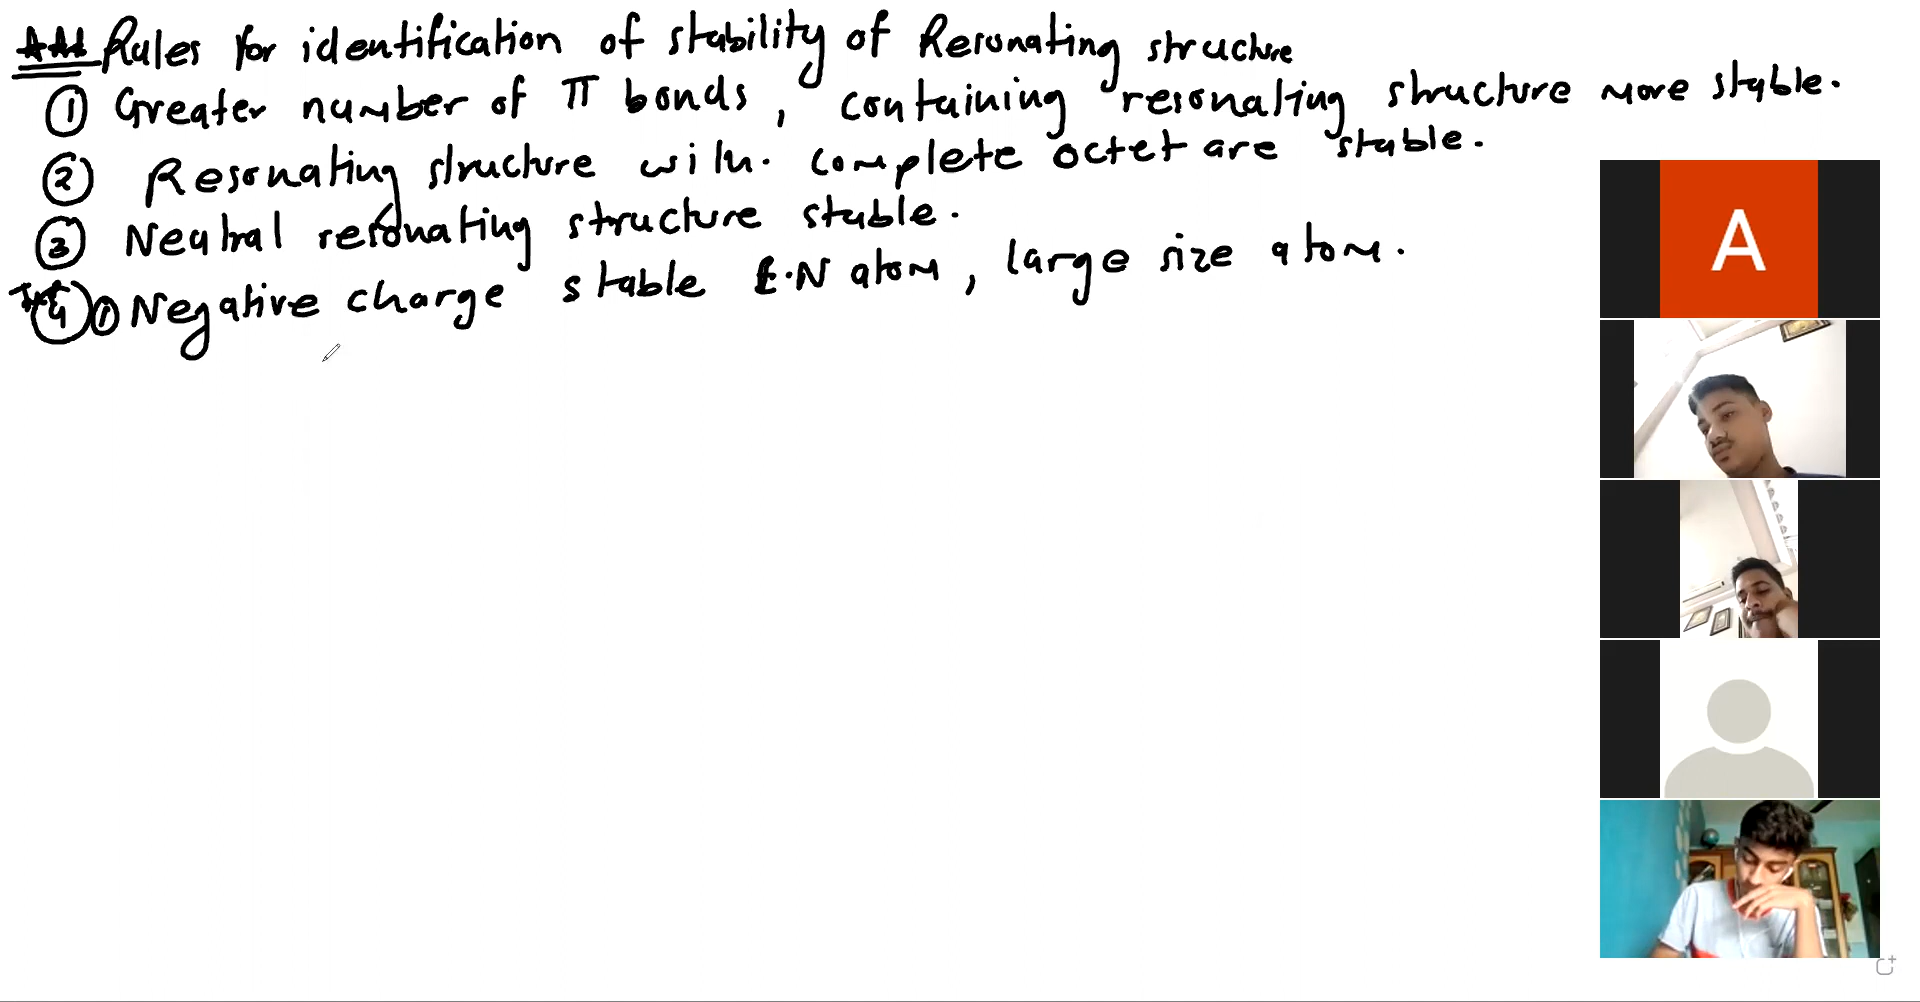 Rules for identification of stability of Resonating structure
① Greater number of π bonds, containing resonating structure more stable.
② Resonating structure with. complete octet are stable.
③ Neutral resonating structure stable.
④ ① Negative charge stable E.N atom, large size atom.
A